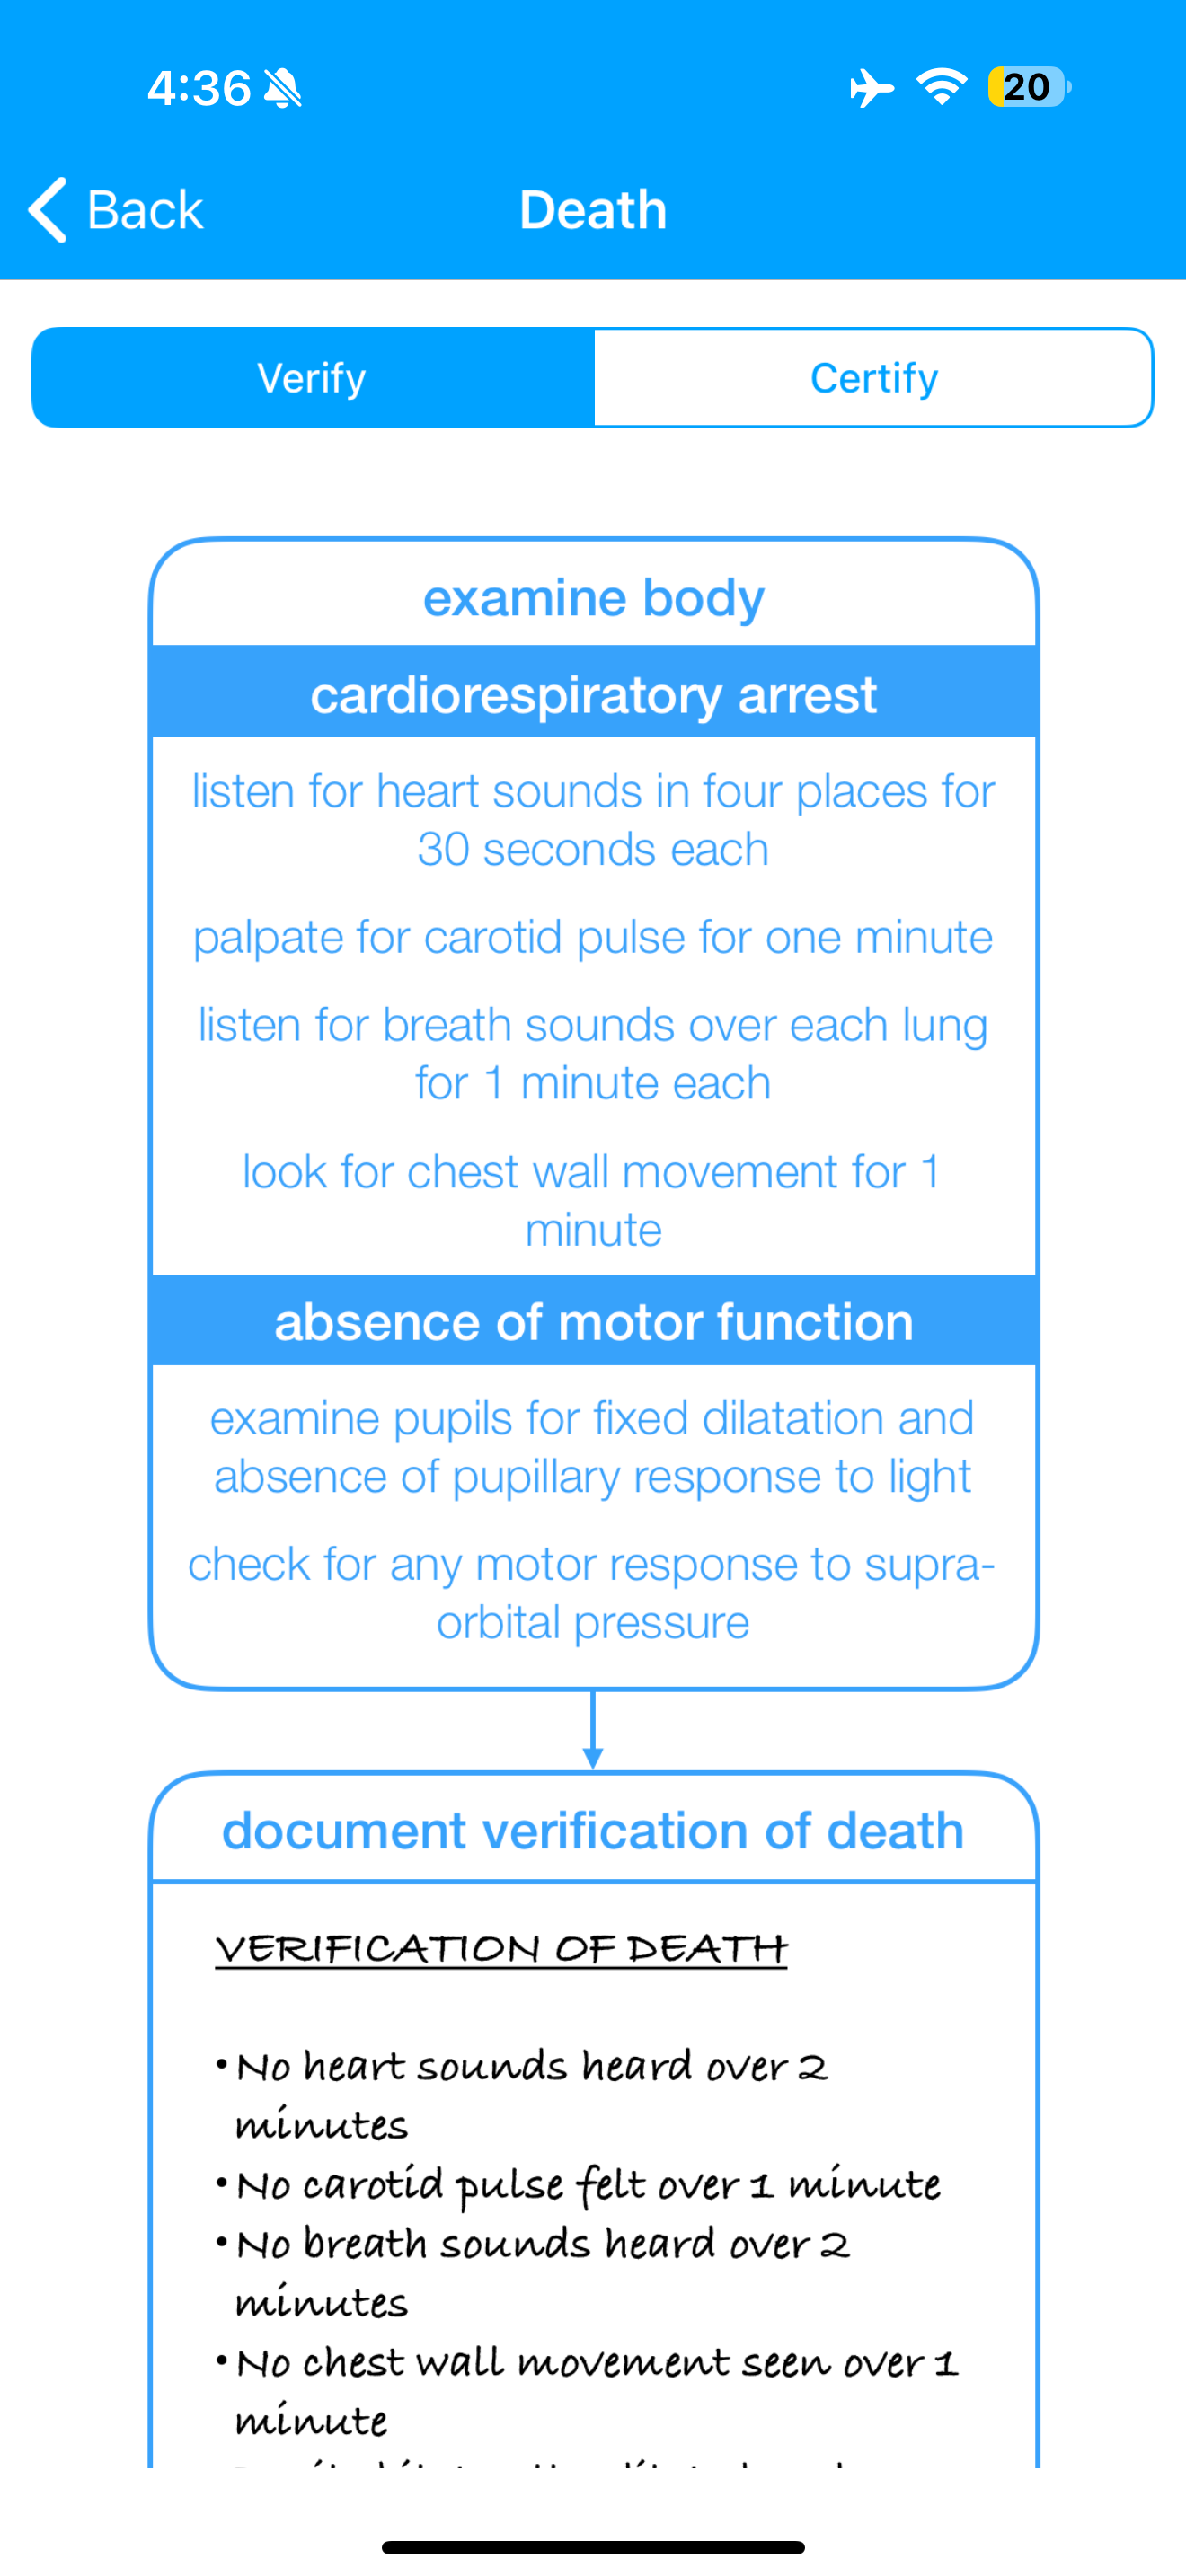 4:36
20
Back
Death
Verify
Certify
examine body
cardiorespiratory arrest
listen for heart sounds in four places for
30 seconds each
palpate for carotid pulse for one minute
listen for breath sounds over each lung
for 1 minute each
look for chest wall movement for 1
minute
absence of motor function
examine pupils for fixed dilatation and
absence of pupillary response to light
check for any motor response to supra-
orbital pressure
document verification of death
VERIFICATION OF DEATH
• No heart sounds heard over 2
minutes
• No carotid pulse felt over 1 minute
• No breath sounds heard over 2
minutes
• No chest wall movement seen over 1
minute